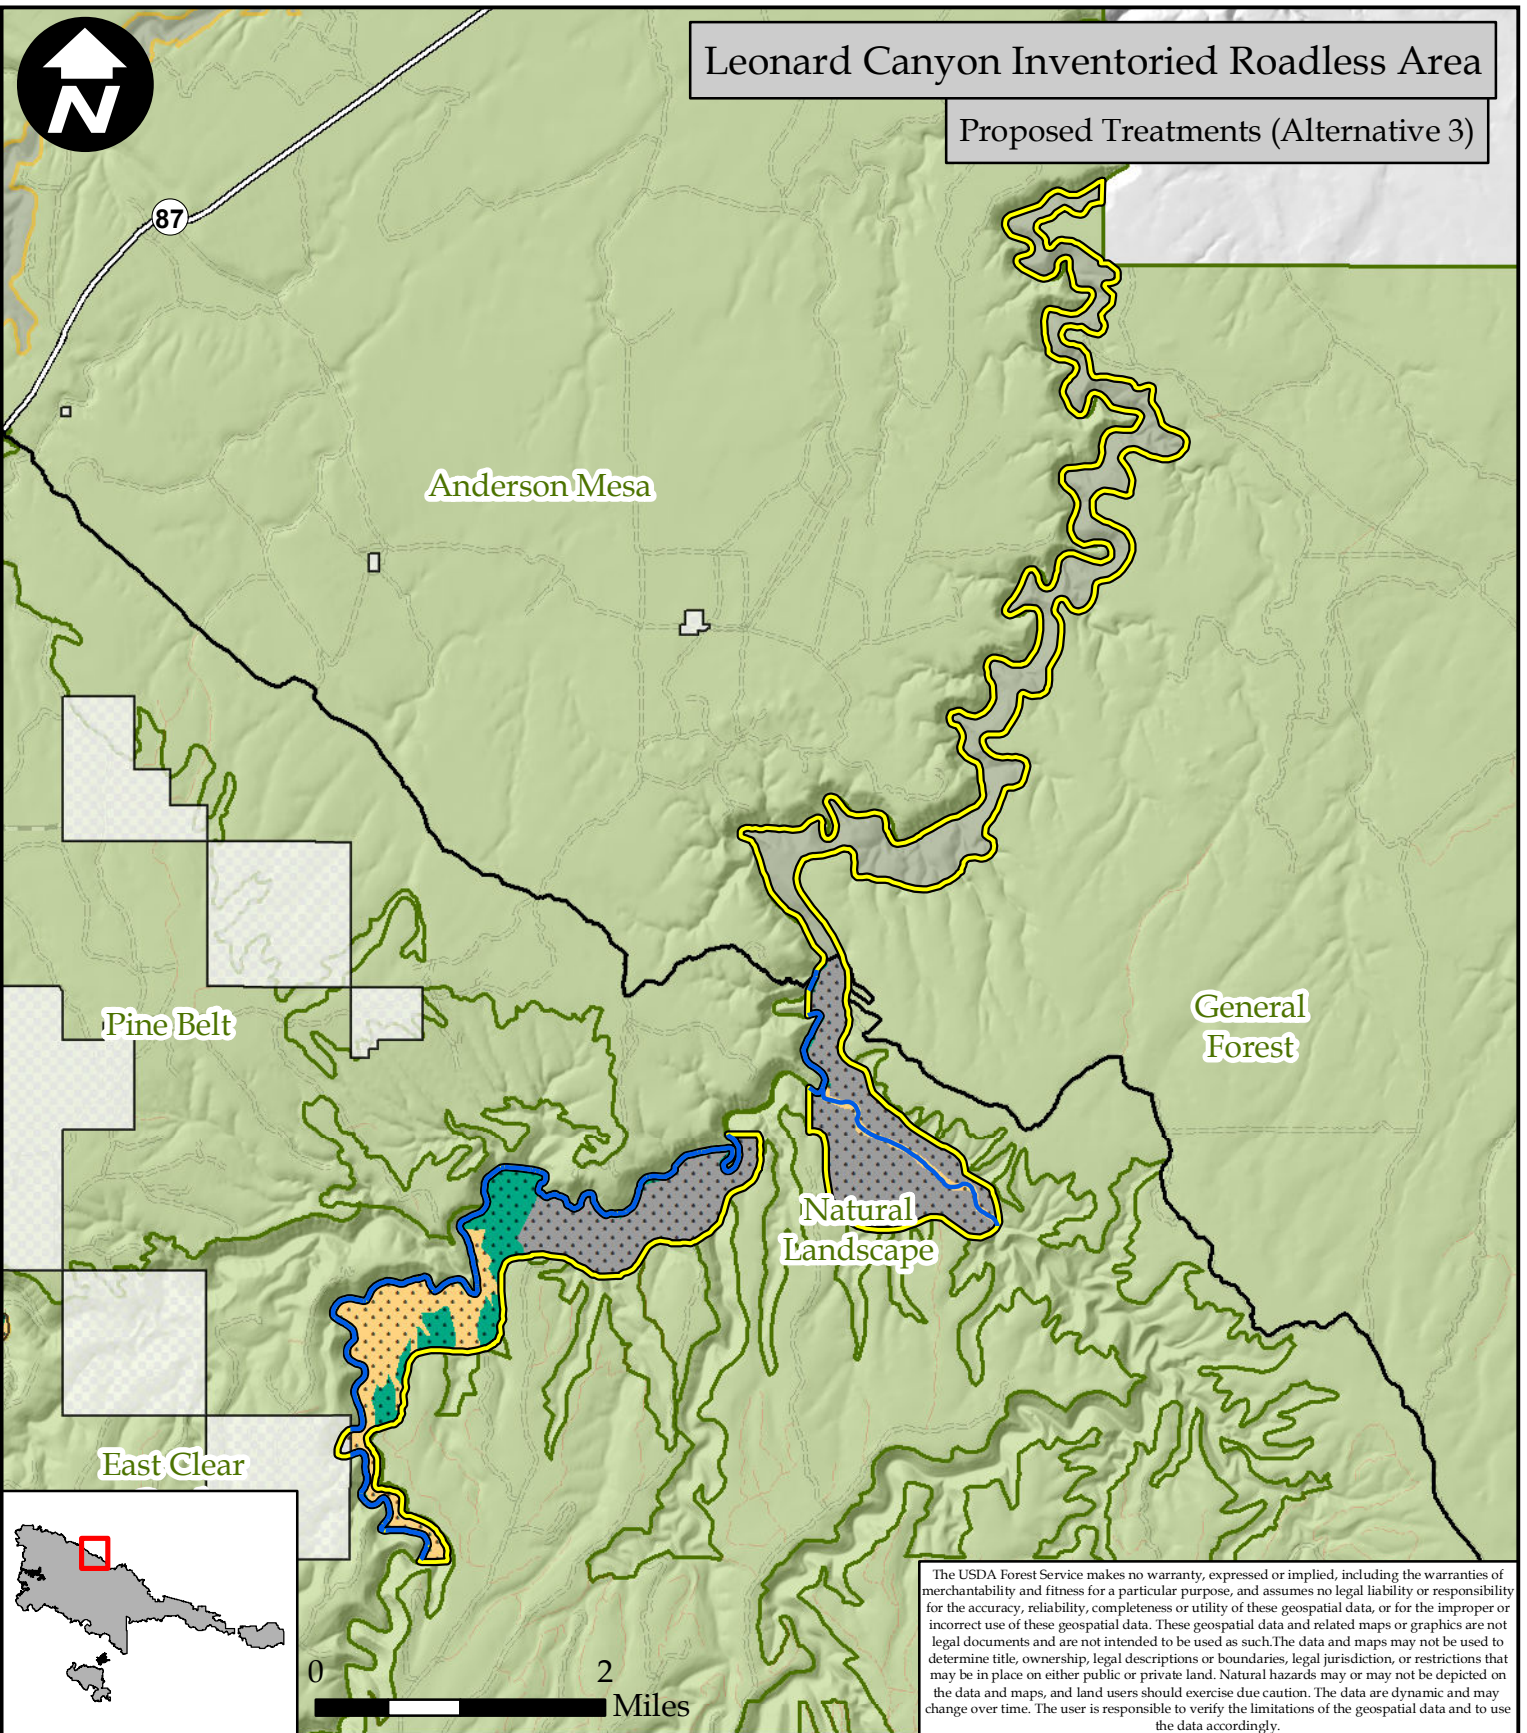 N
Leonard Canyon Inventoried Roadless Area
Proposed Treatments (Alternative 3)
87
Anderson Mesa
Pine Belt
General
Forest
Natural
Landscape
East Clear
0 2
Miles
The USDA Forest Service makes no warranty, expressed or implied, including the warranties of
merchantability and fitness for a particular purpose, and assumes no legal liability or responsibility
for the accuracy, reliability, completeness or utility of these geospatial data, or for the improper or
incorrect use of these geospatial data. These geospatial data and related maps or graphics are not
legal documents and are not intended to be used as such.The data and maps may not be used to
determine title, ownership, legal descriptions or boundaries, legal jurisdiction, or restrictions that
may be in place on either public or private land. Natural hazards may or may not be depicted on
the data and maps, and land users should exercise due caution. The data are dynamic and may
change over time. The user is responsible to verify the limitations of the geospatial data and to use
the data accordingly.